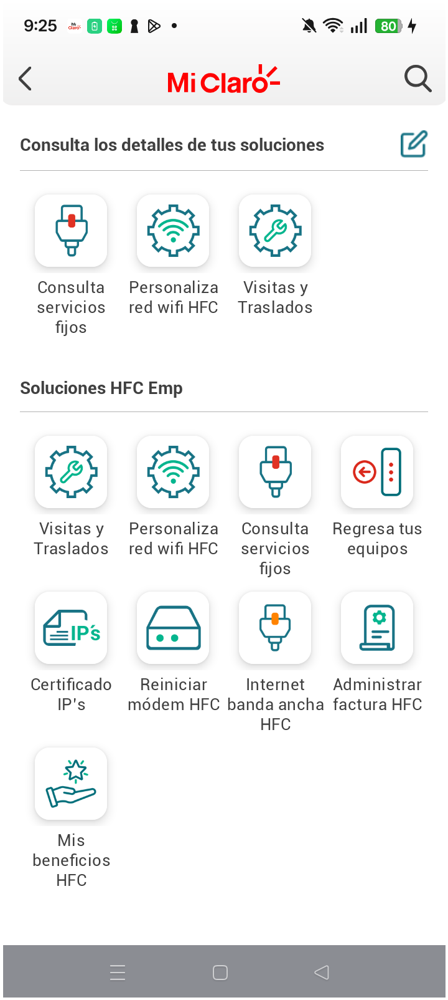 9:25
Mi Claro
80
Mi Claro
Consulta los detalles de tus soluciones
Consulta servicios fijos
Personaliza red wifi HFC
Visitas y Traslados
Soluciones HFC Emp
Visitas y Traslados
Personaliza red wifi HFC
Consulta servicios fijos
Regresa tus equipos
IP's
Certificado IP's
Reiniciar módem HFC
Internet banda ancha HFC
Administrar factura HFC
Mis beneficios HFC